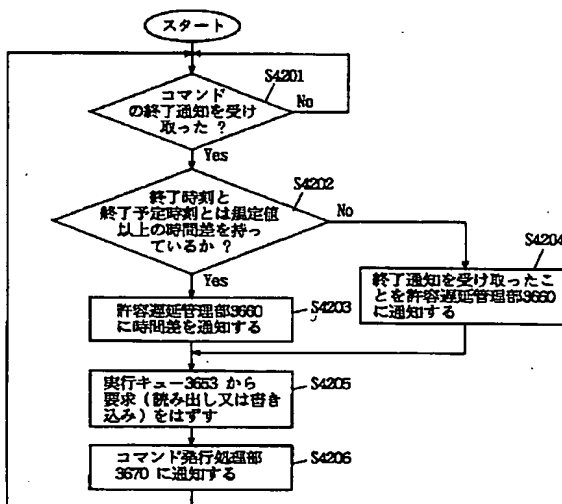 スタート
S4201
コマンド
の終了通知を受け
取った ?
No
Yes
S4202
終了時刻と
終了予定時刻とは規定値
以上の時間差を持っ
ているか ?
No
Yes
S4204
終了通知を受け取ったこ
とを許容遅延管理部3660
に通知する
許容遅延管理部3660
に時間差を通知する
S4203
実行キュー3653 から
要求(読み出し又は書き
込み)をはずす
S4205
コマンド発行処理部
3670 に通知する
S4206